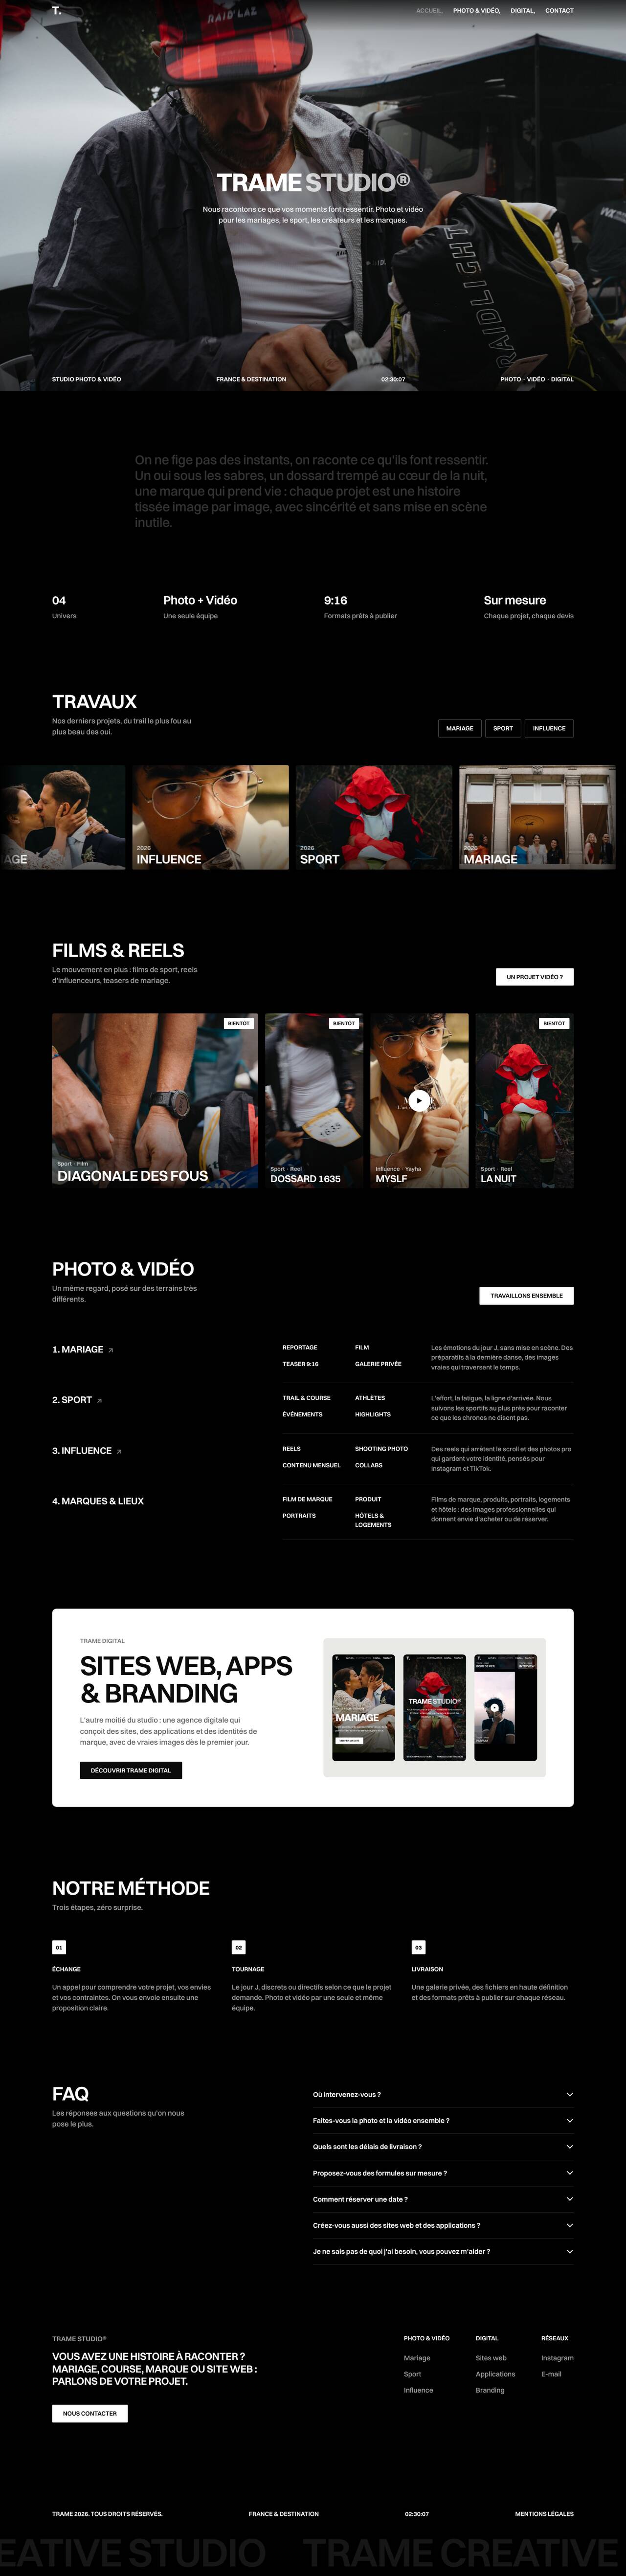 T.
ACCUEIL, PHOTO & VIDÉO, DIGITAL, CONTACT
RAID'LAZ
TRAME STUDIO®
Nous racontons ce que vos moments font ressentir. Photo et vidéo
pour les mariages, le sport, les créateurs et les marques.
RAIDLIGHT
STUDIO PHOTO & VIDÉO
FRANCE & DESTINATION
02:30:07
PHOTO · VIDÉO · DIGITAL
On ne fige pas des instants, on raconte ce qu'ils font ressentir.
Un oui sous les sabres, un dossard trempé au cœur de la nuit,
une marque qui prend vie : chaque projet est une histoire
tissée image par image, avec sincérité et sans mise en scène
inutile.
04
Univers
Photo + Vidéo
Une seule équipe
9:16
Formats prêts à publier
Sur mesure
Chaque projet, chaque devis
TRAVAUX
Nos derniers projets, du trail le plus fou au
plus beau des oui.
MARIAGE
SPORT
INFLUENCE
AGE
2026
INFLUENCE
2026
SPORT
2026
MARIAGE
FILMS & REELS
Le mouvement en plus : films de sport, reels
d'influenceurs, teasers de mariage.
UN PROJET VIDÉO ?
BIENTÔT
Sport · Film
DIAGONALE DES FOUS
BIENTÔT
1635
Sport · Reel
DOSSARD 1635
Influence · Yayha
MYSLF
BIENTÔT
Sport · Reel
LA NUIT
PHOTO & VIDÉO
Un même regard, posé sur des terrains très
différents.
TRAVAILLONS ENSEMBLE
1. MARIAGE
REPORTAGE
FILM
TEASER 9:16
GALERIE PRIVÉE
Les émotions du jour J, sans mise en scène. Des
préparatifs à la dernière danse, des images
vraies qui traversent le temps.
2. SPORT
TRAIL & COURSE
ATHLÈTES
ÉVÉNEMENTS
HIGHLIGHTS
L'effort, la fatigue, la ligne d'arrivée. Nous
suivons les sportifs au plus près pour raconter
ce que les chronos ne disent pas.
3. INFLUENCE
REELS
SHOOTING PHOTO
CONTENU MENSUEL
COLLABS
Des reels qui arrêtent le scroll et des photos pro
qui gardent votre identité, pensés pour
Instagram et TikTok.
4. MARQUES & LIEUX
FILM DE MARQUE
PRODUIT
PORTRAITS
HÔTELS &
LOGEMENTS
Films de marque, produits, portraits, logements
et hôtels : des images professionnelles qui
donnent envie d'acheter ou de réserver.
TRAME DIGITAL
SITES WEB, APPS
& BRANDING
L'autre moitié du studio : une agence digitale qui
conçoit des sites, des applications et des identités de
marque, avec de vraies images dès le premier jour.
DÉCOUVRIR TRAME DIGITAL
MARIAGE
TRAME STUDIO®
NOTRE MÉTHODE
Trois étapes, zéro surprise.
01
ÉCHANGE
Un appel pour comprendre votre projet, vos envies
et vos contraintes. On vous envoie ensuite une
proposition claire.
02
TOURNAGE
Le jour J, discrets ou directifs selon ce que le projet
demande. Photo et vidéo par une seule et même
équipe.
03
LIVRAISON
Une galerie privée, des fichiers en haute définition
et des formats prêts à publier sur chaque réseau.
FAQ
Les réponses aux questions qu'on nous
pose le plus.
Où intervenez-vous ?
Faites-vous la photo et la vidéo ensemble ?
Quels sont les délais de livraison ?
Proposez-vous des formules sur mesure ?
Comment réserver une date ?
Créez-vous aussi des sites web et des applications ?
Je ne sais pas de quoi j'ai besoin, vous pouvez m'aider ?
TRAME STUDIO®
VOUS AVEZ UNE HISTOIRE À RACONTER ?
MARIAGE, COURSE, MARQUE OU SITE WEB :
PARLONS DE VOTRE PROJET.
NOUS CONTACTER
PHOTO & VIDÉO
Mariage
Sport
Influence
DIGITAL
Sites web
Applications
Branding
RÉSEAUX
Instagram
E-mail
TRAME 2026. TOUS DROITS RÉSERVÉS.
FRANCE & DESTINATION
02:30:07
MENTIONS LÉGALES
EATIVE STUDIO TRAME CREATIVE